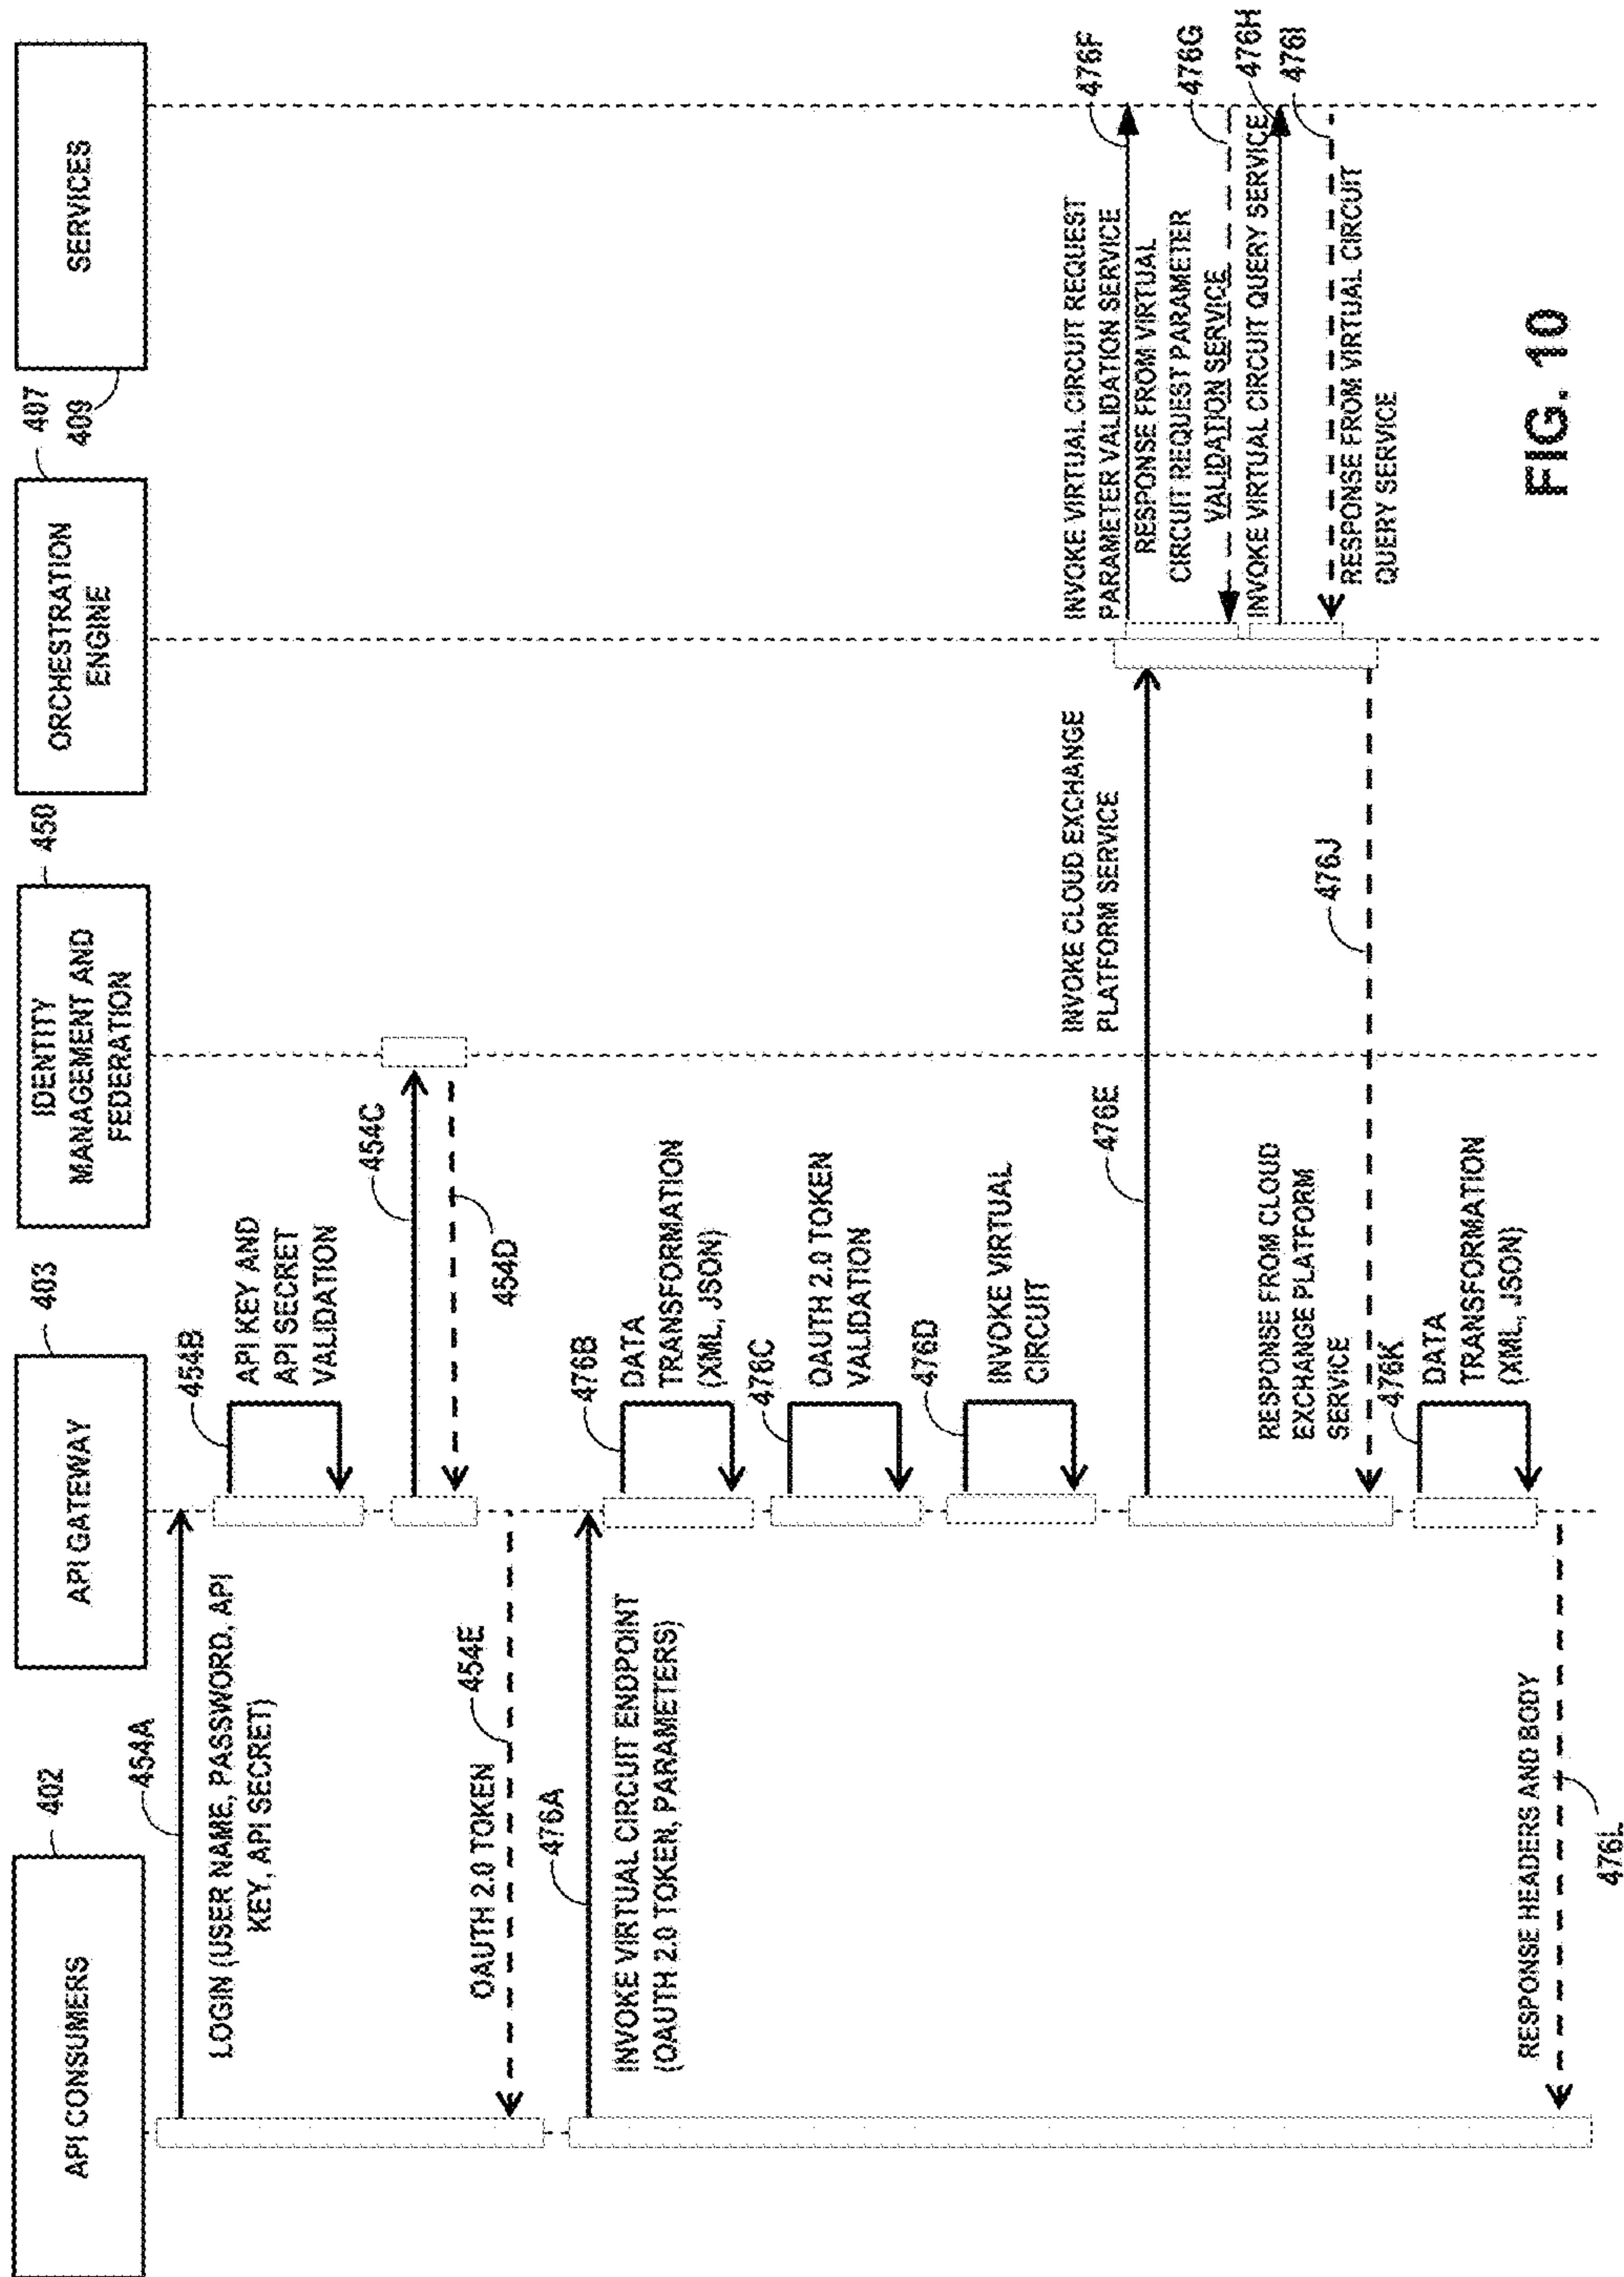 API CONSUMERS
402
API GATEWAY
403
IDENTITY
MANAGEMENT AND
FEDERATION
450
ORCHESTRATION
ENGINE
407
SERVICES
409
454A
LOGIN (USER NAME, PASSWORD, API
KEY, API SECRET)
454B
API KEY AND
API SECRET
VALIDATION
454C
454D
OAUTH 2.0 TOKEN
454E
476A
INVOKE VIRTUAL CIRCUIT ENDPOINT
(OAUTH 2.0 TOKEN, PARAMETERS)
476B
DATA
TRANSFORMATION
(XML, JSON)
476C
OAUTH 2.0 TOKEN
VALIDATION
476D
INVOKE VIRTUAL
CIRCUIT
476E
INVOKE CLOUD EXCHANGE
PLATFORM SERVICE
INVOKE VIRTUAL CIRCUIT REQUEST
PARAMETER VALIDATION SERVICE
476F
RESPONSE FROM VIRTUAL
CIRCUIT REQUEST PARAMETER
VALIDATION SERVICE
476G
INVOKE VIRTUAL CIRCUIT QUERY SERVICE
476H
476I
RESPONSE FROM VIRTUAL CIRCUIT
QUERY SERVICE
RESPONSE FROM CLOUD
EXCHANGE PLATFORM
SERVICE
476J
476K
DATA
TRANSFORMATION
(XML, JSON)
RESPONSE HEADERS AND BODY
476L
FIG. 10